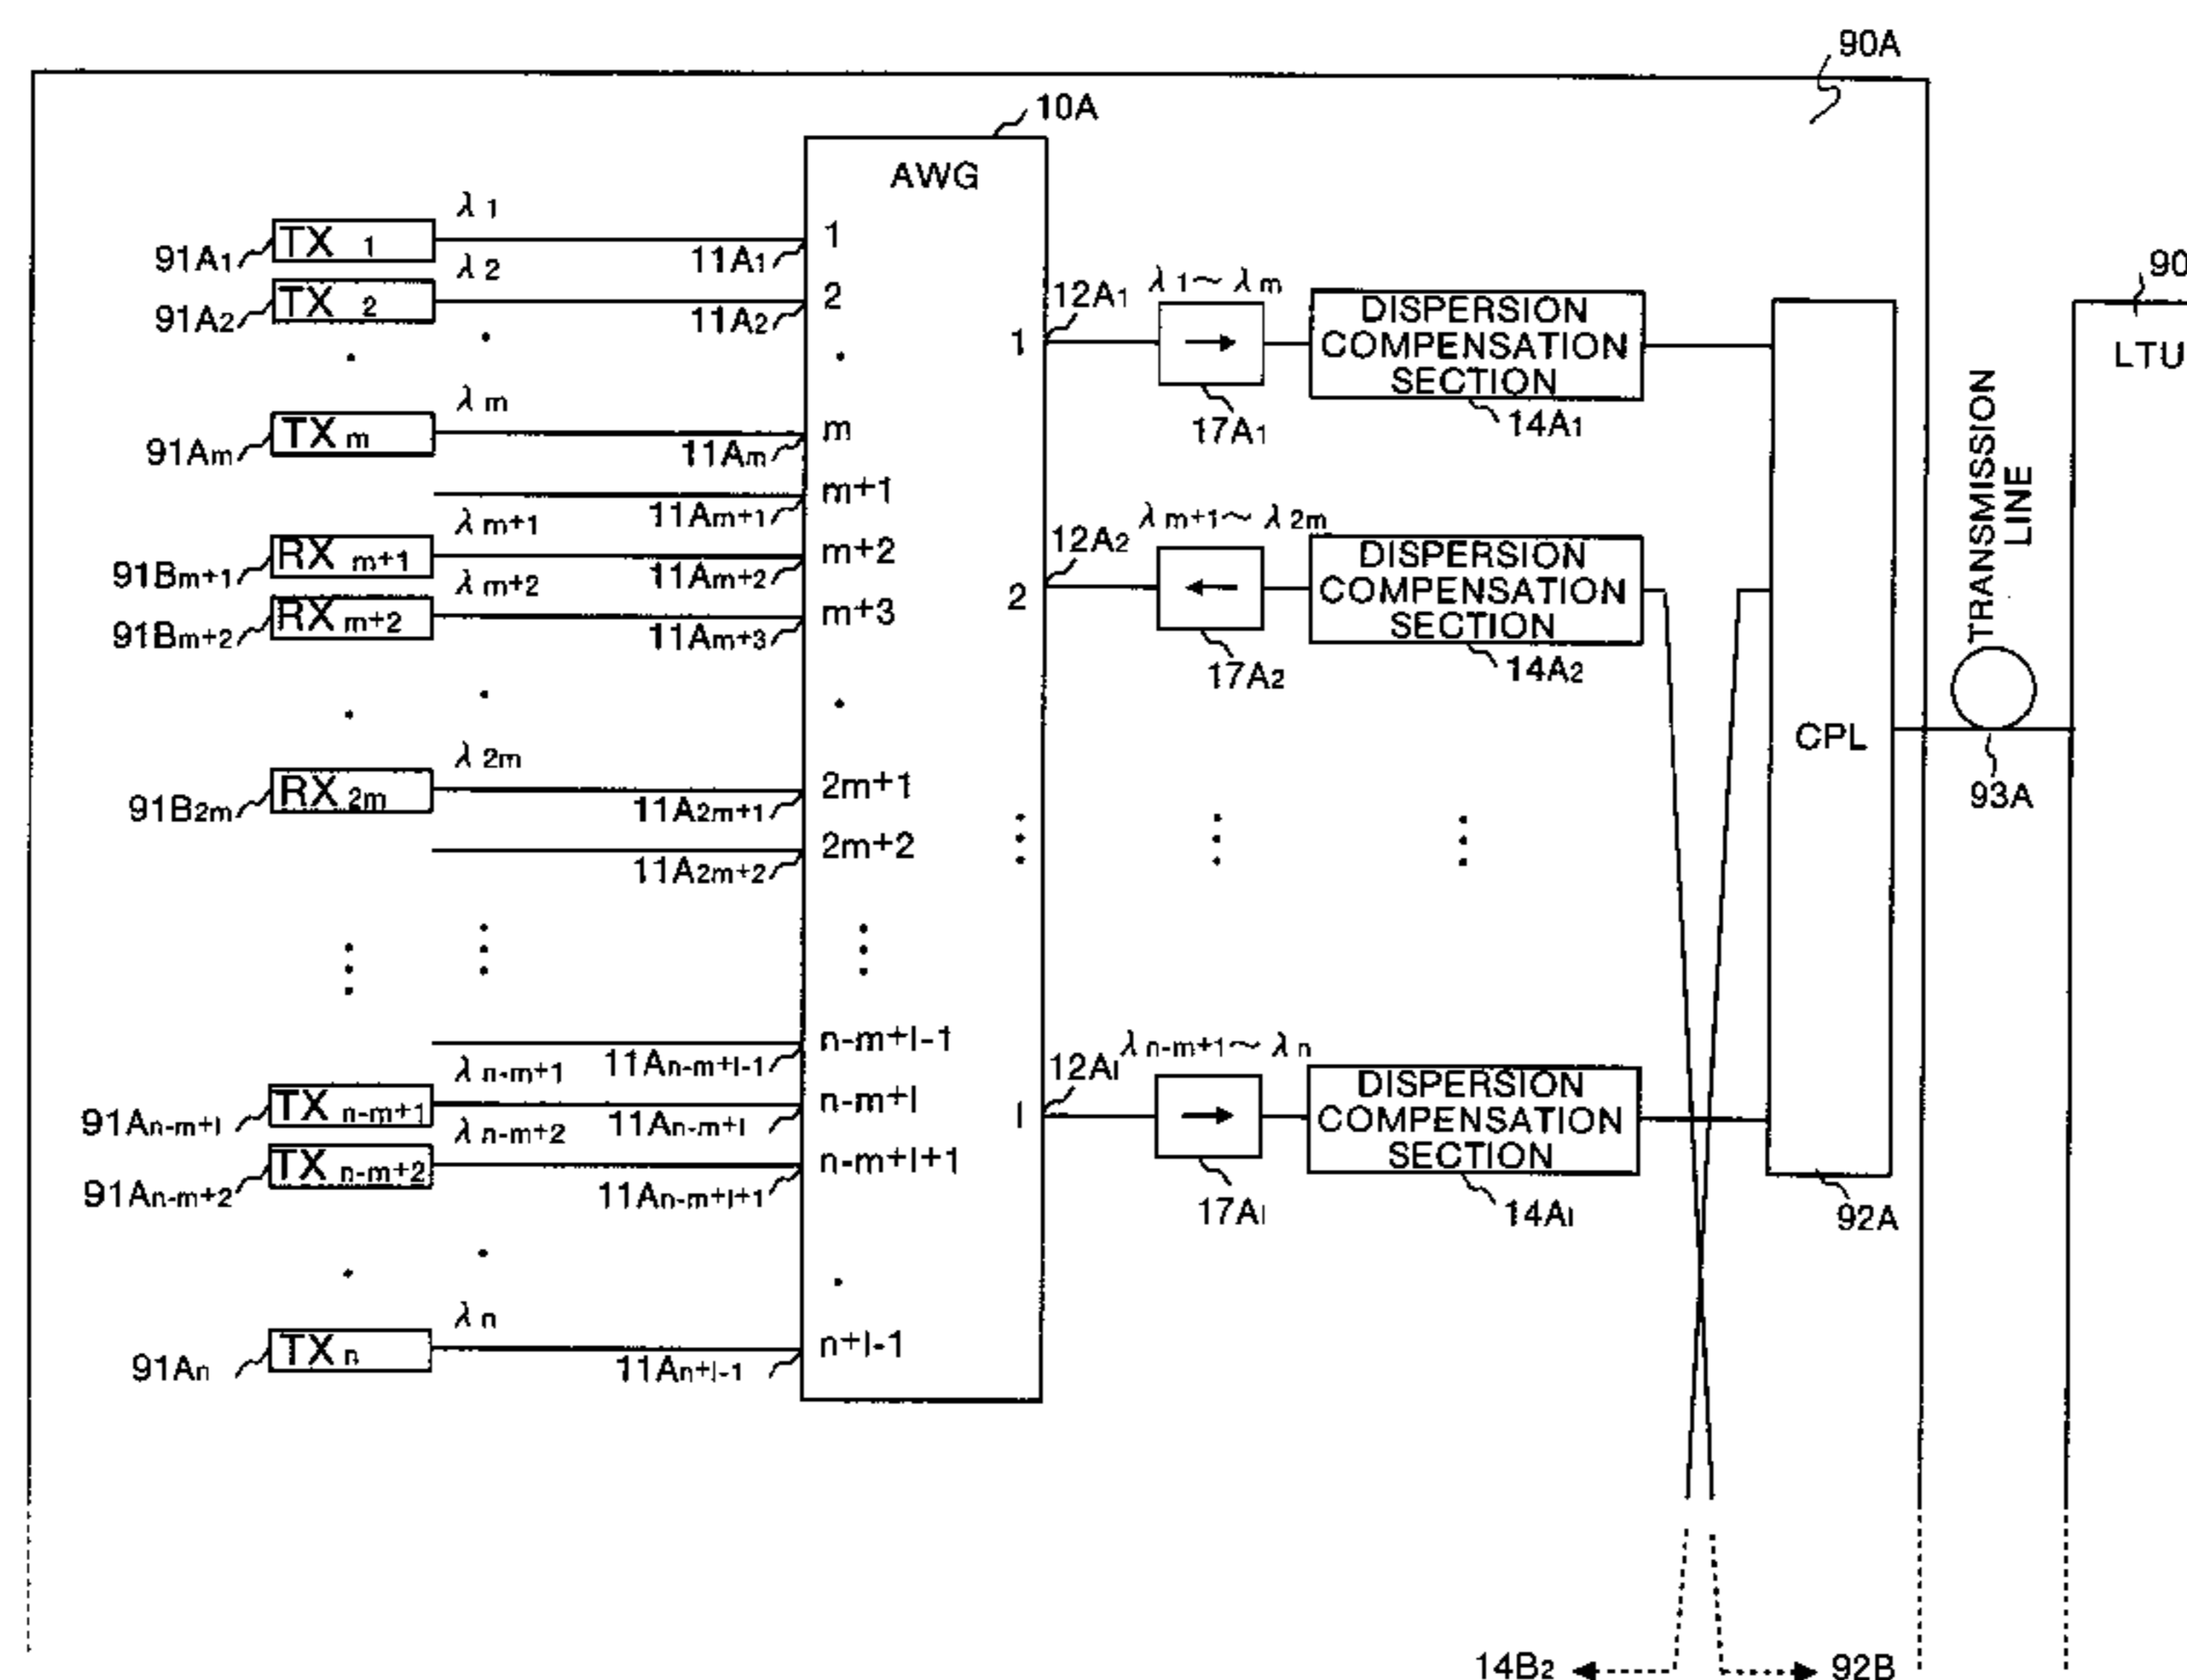 90A
10A
AWG
λ1
91A1 TX 1 11A1 1
λ2
91A2 TX 2 11A2 2
λm
91Am TX m 11Am m
11Am+1 m+1
λm+1
91Bm+1 RX m+1 11Am+2 m+2
λm+2
91Bm+2 RX m+2 11Am+3 m+3
λ2m
91B2m RX 2m 11A2m+1 2m+1
11A2m+2 2m+2
11An-m+l-1 n-m+l-1
λn-m+1
91An-m+l TX n-m+1 11An-m+l n-m+l
λn-m+2
91An-m+2 TX n-m+2 11An-m+l+1 n-m+l+1
λn
91An TX n 11An+l-1 n+l-1
1 12A1 λ1~λm
17A1
DISPERSION
COMPENSATION
SECTION
14A1
2 12A2 λm+1~λ2m
17A2
DISPERSION
COMPENSATION
SECTION
14A2
l 12Al λn-m+1~λn
17Al
DISPERSION
COMPENSATION
SECTION
14Al
CPL
92A
TRANSMISSION
LINE
93A
90
LTU
14B2
92B